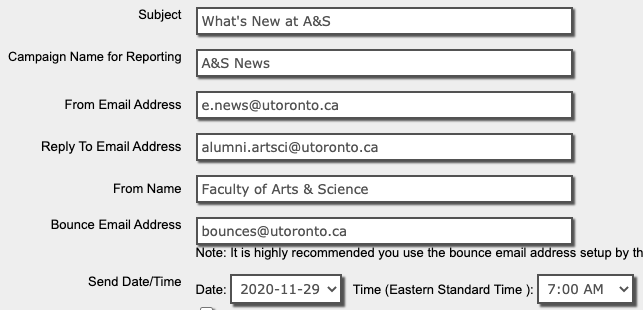 Subject What's New at A&S
Campaign Name for Reporting A&S News
From Email Address e.news@utoronto.ca
Reply To Email Address alumni.artsci@utoronto.ca
From Name Faculty of Arts & Science
Bounce Email Address bounces@utoronto.ca
Note: It is highly recommended you use the bounce email address setup by th
Send Date/Time Date: 2020-11-29 Time (Eastern Standard Time ): 7:00 AM